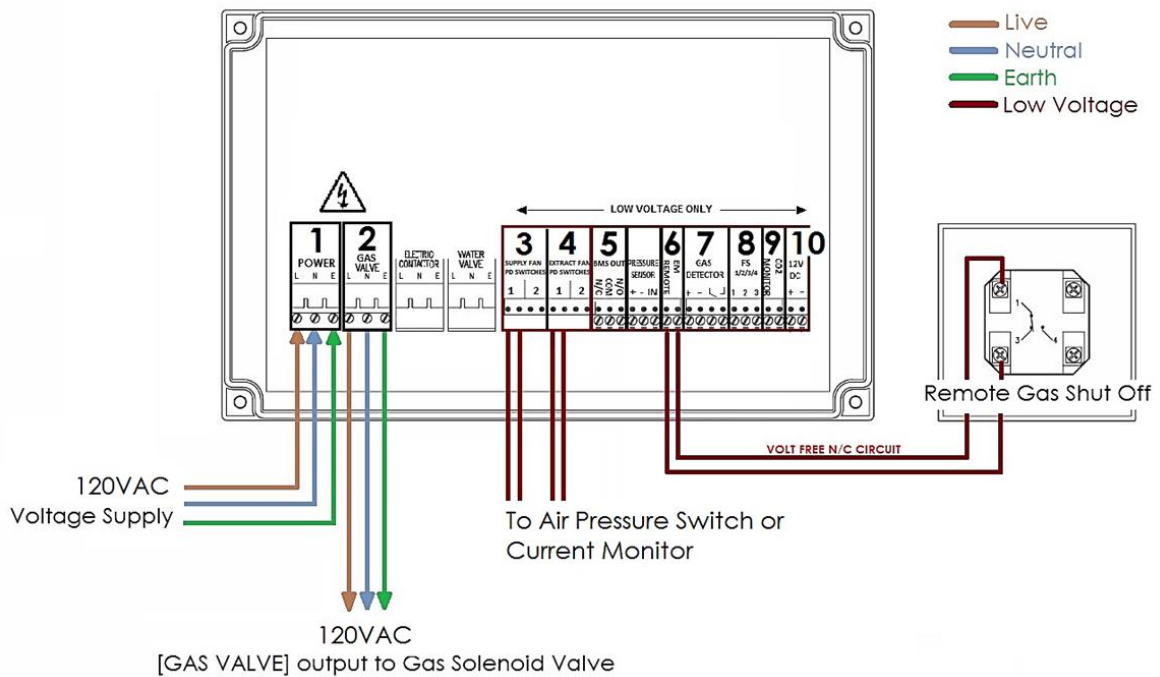 Live
Neutral
Earth
Low Voltage
LOW VOLTAGE ONLY
1
POWER
L N E
2
GAS
VALVE
L N E
ELECTRIC
CONTACTOR
L N E
WATER
VALVE
L N E
3
SUPPLY FAN
PD SWITCHES
1 2
4
EXTRACT FAN
PD SWITCHES
1 2
5
BMS OUT
N/C
COM
N/O
PRESSURE
SENSOR
+ - IN
6
REMOTE
EM
7
GAS
DETECTOR
+ -
8
FS
1/2/3/4
1 2 3
9
MONITOR
CO2
10
12V
DC
+ -
1
3
4
Remote Gas Shut Off
VOLT FREE N/C CIRCUIT
120VAC
Voltage Supply
To Air Pressure Switch or
Current Monitor
120VAC
[GAS VALVE] output to Gas Solenoid Valve